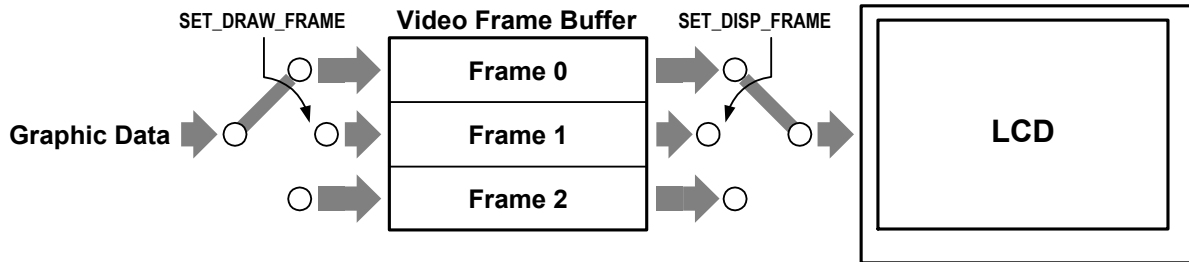 SET_DRAW_FRAME
Video Frame Buffer
SET_DISP_FRAME
Frame 0
Graphic Data
Frame 1
LCD
Frame 2